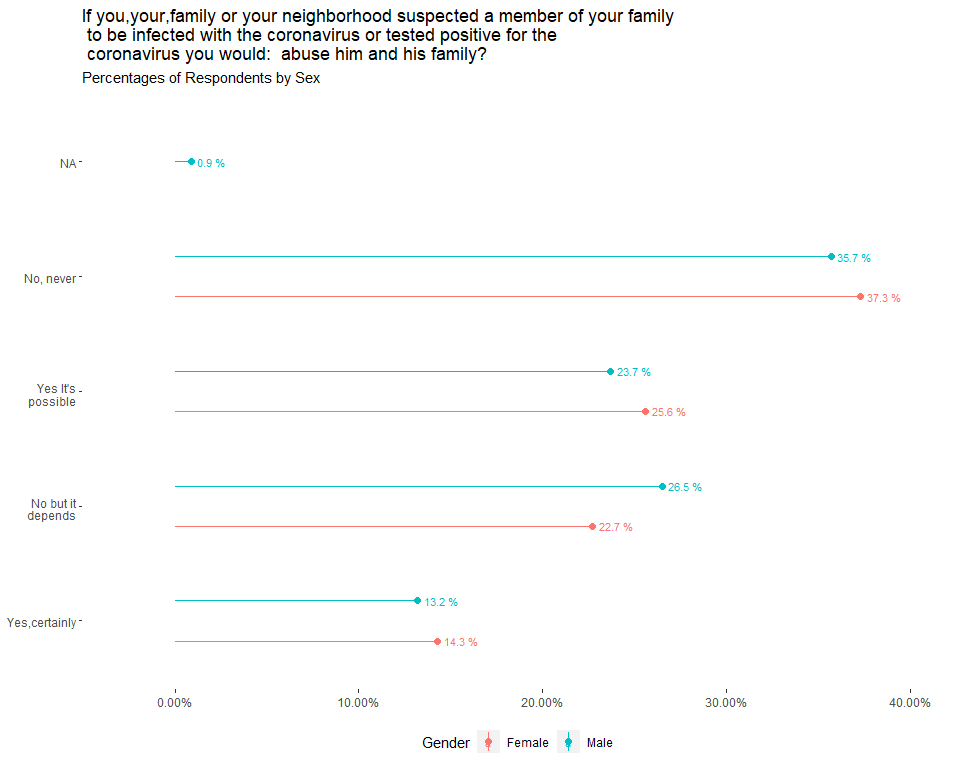 If you,your,family or your neighborhood suspected a member of your family
to be infected with the coronavirus or tested positive for the
coronavirus you would:  abuse him and his family?
Percentages of Respondents by Sex
NA
0.9 %
No, never
35.7 %
37.3 %
Yes It's
possible
23.7 %
25.6 %
No but it
depends
26.5 %
22.7 %
Yes,certainly
13.2 %
14.3 %
0.00% 10.00% 20.00% 30.00% 40.00%
Gender Female Male